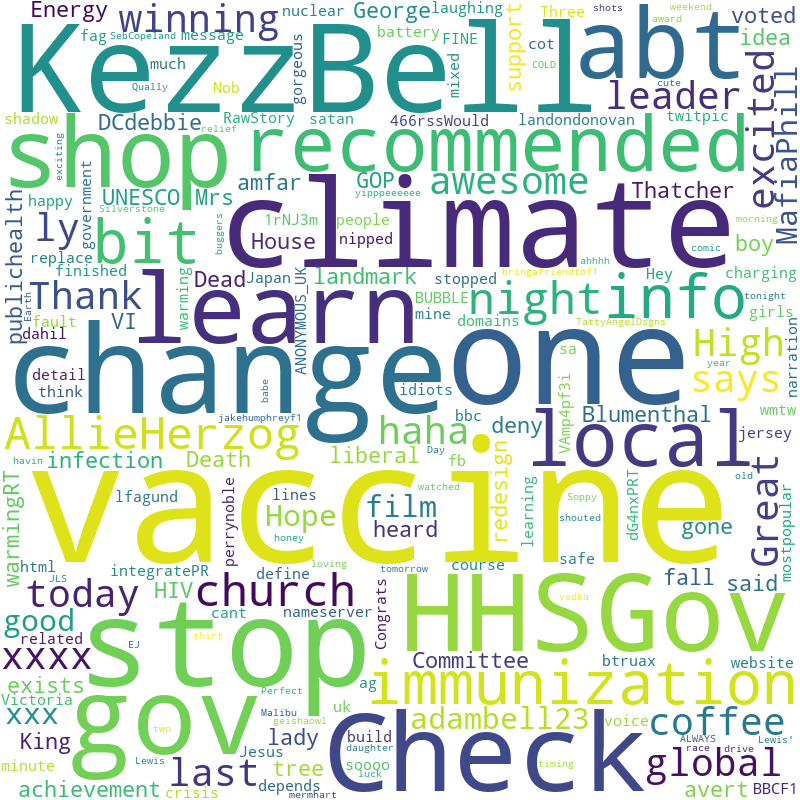 Energy winning George laughing nuclear Three shots weekend award voted
fag SebCopeland message battery FINE support cot COLD idea
KezzBell abt
much Qually Nob gorgeous mixed leader excited MafiaPhill
shadow DCdebbie RawStory satan 466rssWould landondonovan cute twitpic
shop exciting relief recommended
happy government UNESCO Mrs amfar GOP yippeeeeee awesome Thatcher
Silverstone 1rNJ3m people climate boy morning
publichealth ly bit buggers House nipped comic
replace finished warming Dead Japan landmark stopped ahhhh Hey charging
Earth Thank learn bringafriendtof1 night info tonight girls
fault VI ANONYMOUS_UK BUBBLE mine domains TattyAngelDsgns High narration
dahil detail think change one sa year says
babe idiots VAmp4pf3i wmtw
jakehumphreyf1 bbc deny Blumenthal jersey
AllieHerzog haha Day local Great
havin infection Death liberal fb redesign old
warmingRT vaccine watched learning Soppy dG4nxPRT mostpopular
lfagund lines film shouted gone
perrynoble Hope heard
html JLS integratePR honey loving tomorrow course safe
today HIV define church HHSGov vodka fall said
good cant nameserver Congrats
related EJ shirt stop
xxxx Committee btruax website
exists Victoria Perfect ag immunization
xxx gov two Malibu uk geishaowl adambell23 voice coffee
King Lewis Jesus lady build daughter Check ALWAYS Lewis'
minute last tree soooo race drive global
achievement crisis depends luck mermhart timing avert BBCF1